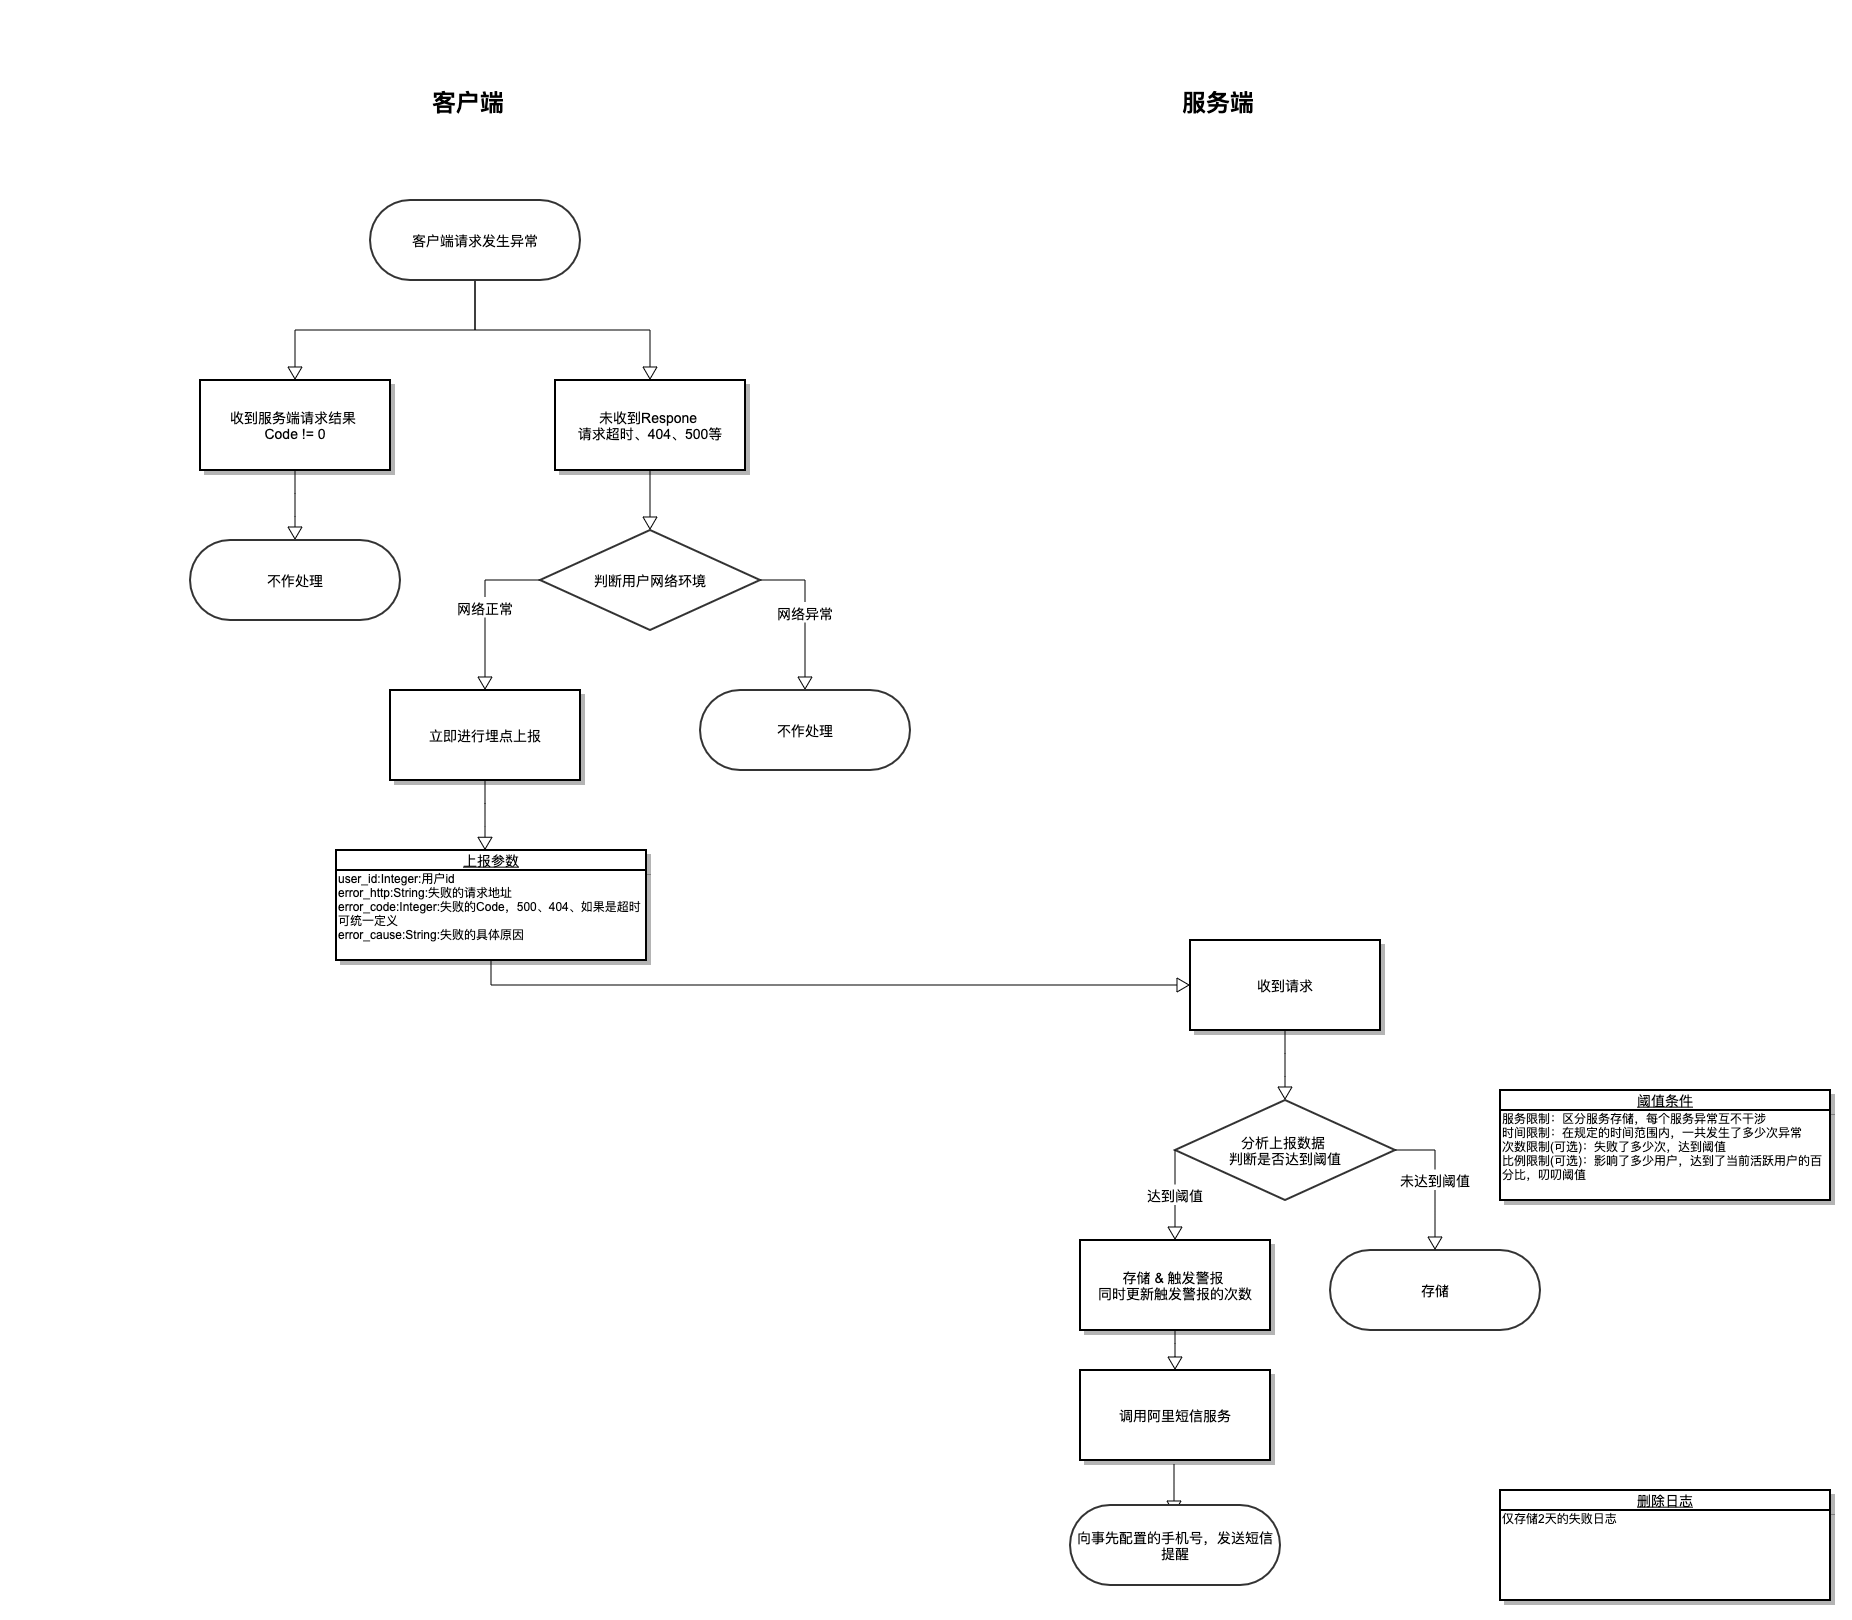 客户端
服务端
客户端请求发生异常
收到服务端请求结果
Code != 0
未收到Respone
请求超时、404、500等
不作处理
判断用户网络环境
网络正常
网络异常
立即进行埋点上报
不作处理
上报参数
user_id:Integer:用户id
error_http:String:失败的请求地址
error_code:Integer:失败的Code，500、404、如果是超时
可统一定义
error_cause:String:失败的具体原因
收到请求
分析上报数据
判断是否达到阈值
达到阈值
未达到阈值
阈值条件
服务限制：区分服务存储，每个服务异常互不干涉
时间限制：在规定的时间范围内，一共发生了多少次异常
次数限制(可选)：失败了多少次，达到阈值
比例限制(可选)：影响了多少用户，达到了当前活跃用户的百
分比，叨叨阈值
存储 & 触发警报
同时更新触发警报的次数
存储
调用阿里短信服务
向事先配置的手机号，发送短信
提醒
删除日志
仅存储2天的失败日志